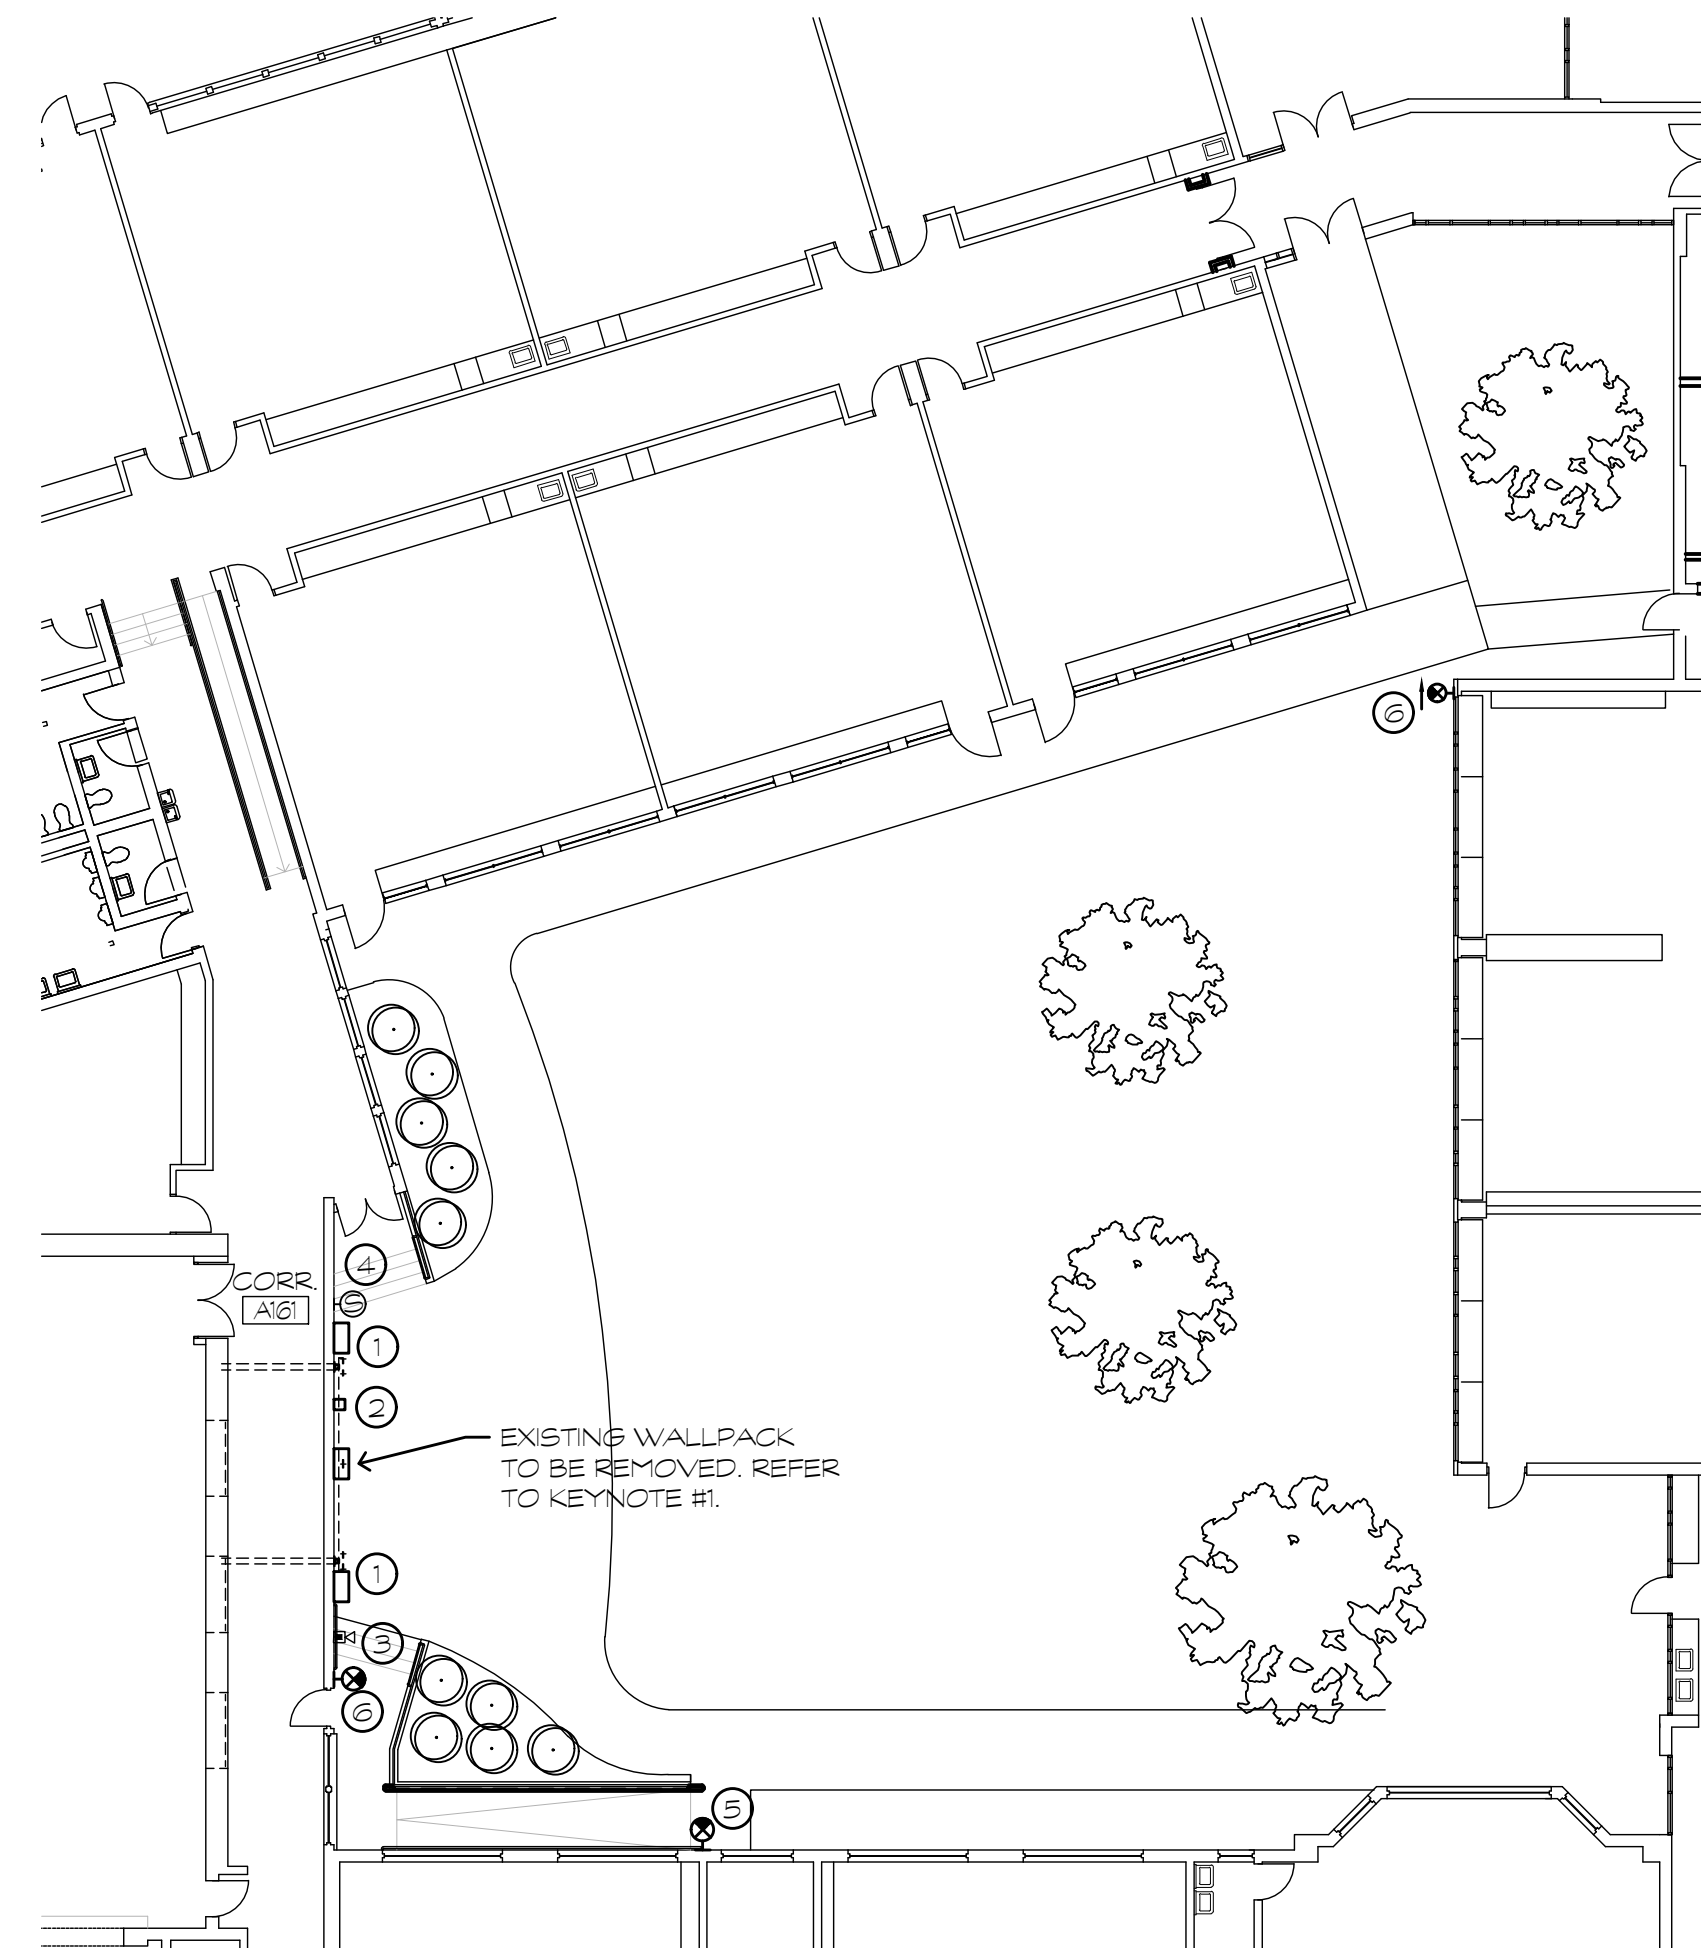 6
4
CORR.
A161
S
1
2
EXISTING WALLPACK
TO BE REMOVED. REFER
TO KEYNOTE #1.
1
3
6
5